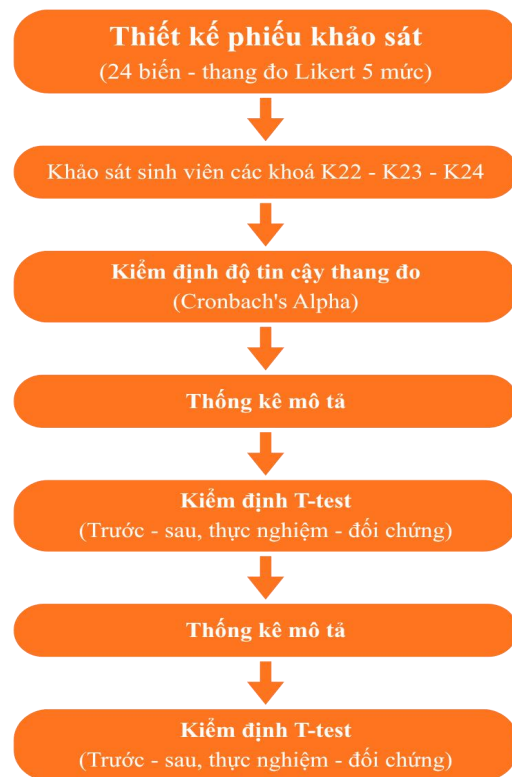 Thiết kế phiếu khảo sát
(24 biến - thang đo Likert 5 mức)
Khảo sát sinh viên các khoá K22 - K23 - K24
Kiểm định độ tin cậy thang đo
(Cronbach's Alpha)
Thống kê mô tả
Kiểm định T-test
(Trước - sau, thực nghiệm - đối chứng)
Thống kê mô tả
Kiểm định T-test
(Trước - sau, thực nghiệm - đối chứng)